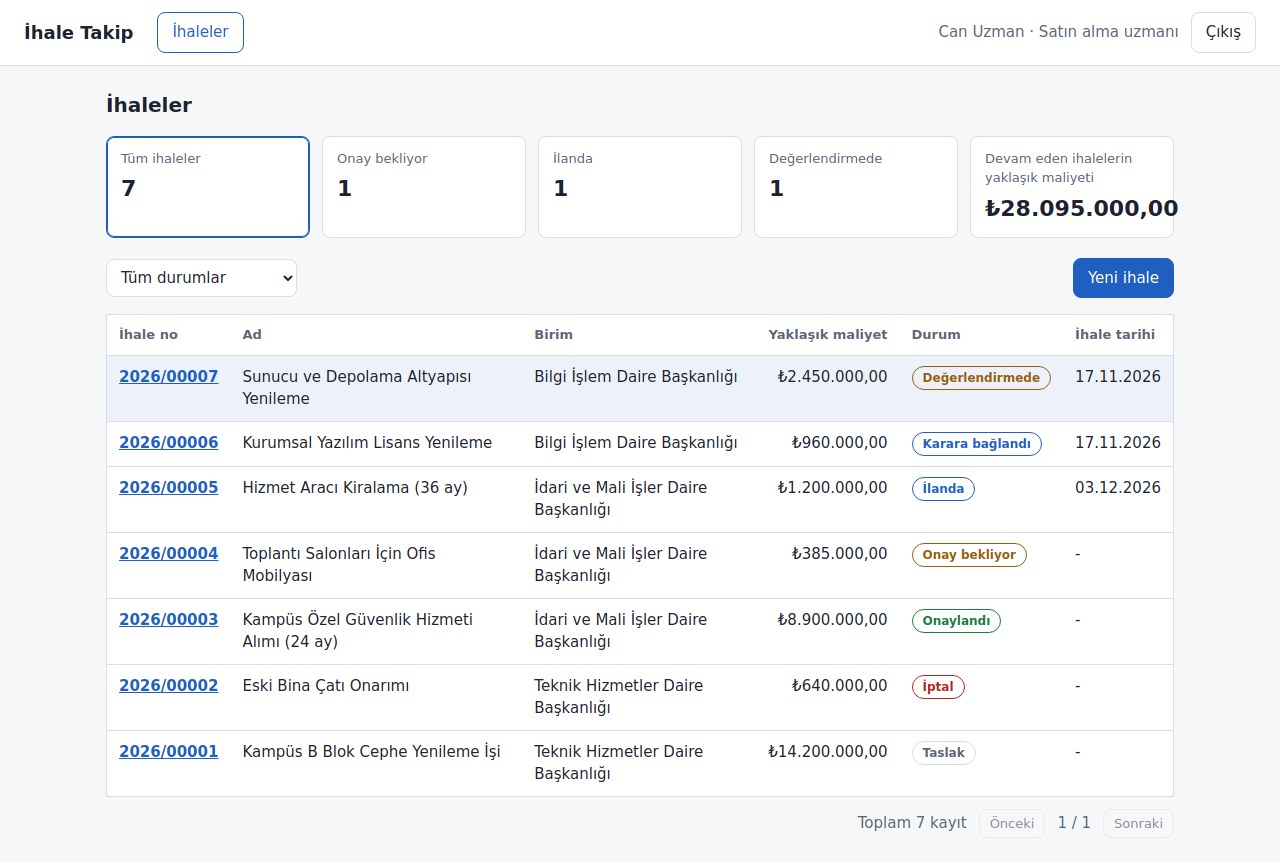 İhale Takip İhaleler Can Uzman · Satın alma uzmanı Çıkış
İhaleler
Tüm ihaleler
7
Onay bekliyor
1
İlanda
1
Değerlendirmede
1
Devam eden ihalelerin
yaklaşık maliyeti
₺28.095.000,00
Tüm durumlar Yeni ihale
İhale no Ad Birim Yaklaşık maliyet Durum İhale tarihi
2026/00007 Sunucu ve Depolama Altyapısı Bilgi İşlem Daire Başkanlığı ₺2.450.000,00 Değerlendirmede 17.11.2026
Yenileme
2026/00006 Kurumsal Yazılım Lisans Yenileme Bilgi İşlem Daire Başkanlığı ₺960.000,00 Karara bağlandı 17.11.2026
2026/00005 Hizmet Aracı Kiralama (36 ay) İdari ve Mali İşler Daire ₺1.200.000,00 İlanda 03.12.2026
Başkanlığı
2026/00004 Toplantı Salonları İçin Ofis İdari ve Mali İşler Daire ₺385.000,00 Onay bekliyor -
Mobilyası Başkanlığı
2026/00003 Kampüs Özel Güvenlik Hizmeti İdari ve Mali İşler Daire ₺8.900.000,00 Onaylandı -
Alımı (24 ay) Başkanlığı
2026/00002 Eski Bina Çatı Onarımı Teknik Hizmetler Daire ₺640.000,00 İptal -
Başkanlığı
2026/00001 Kampüs B Blok Cephe Yenileme İşi Teknik Hizmetler Daire ₺14.200.000,00 Taslak -
Başkanlığı
Toplam 7 kayıt Önceki 1 / 1 Sonraki